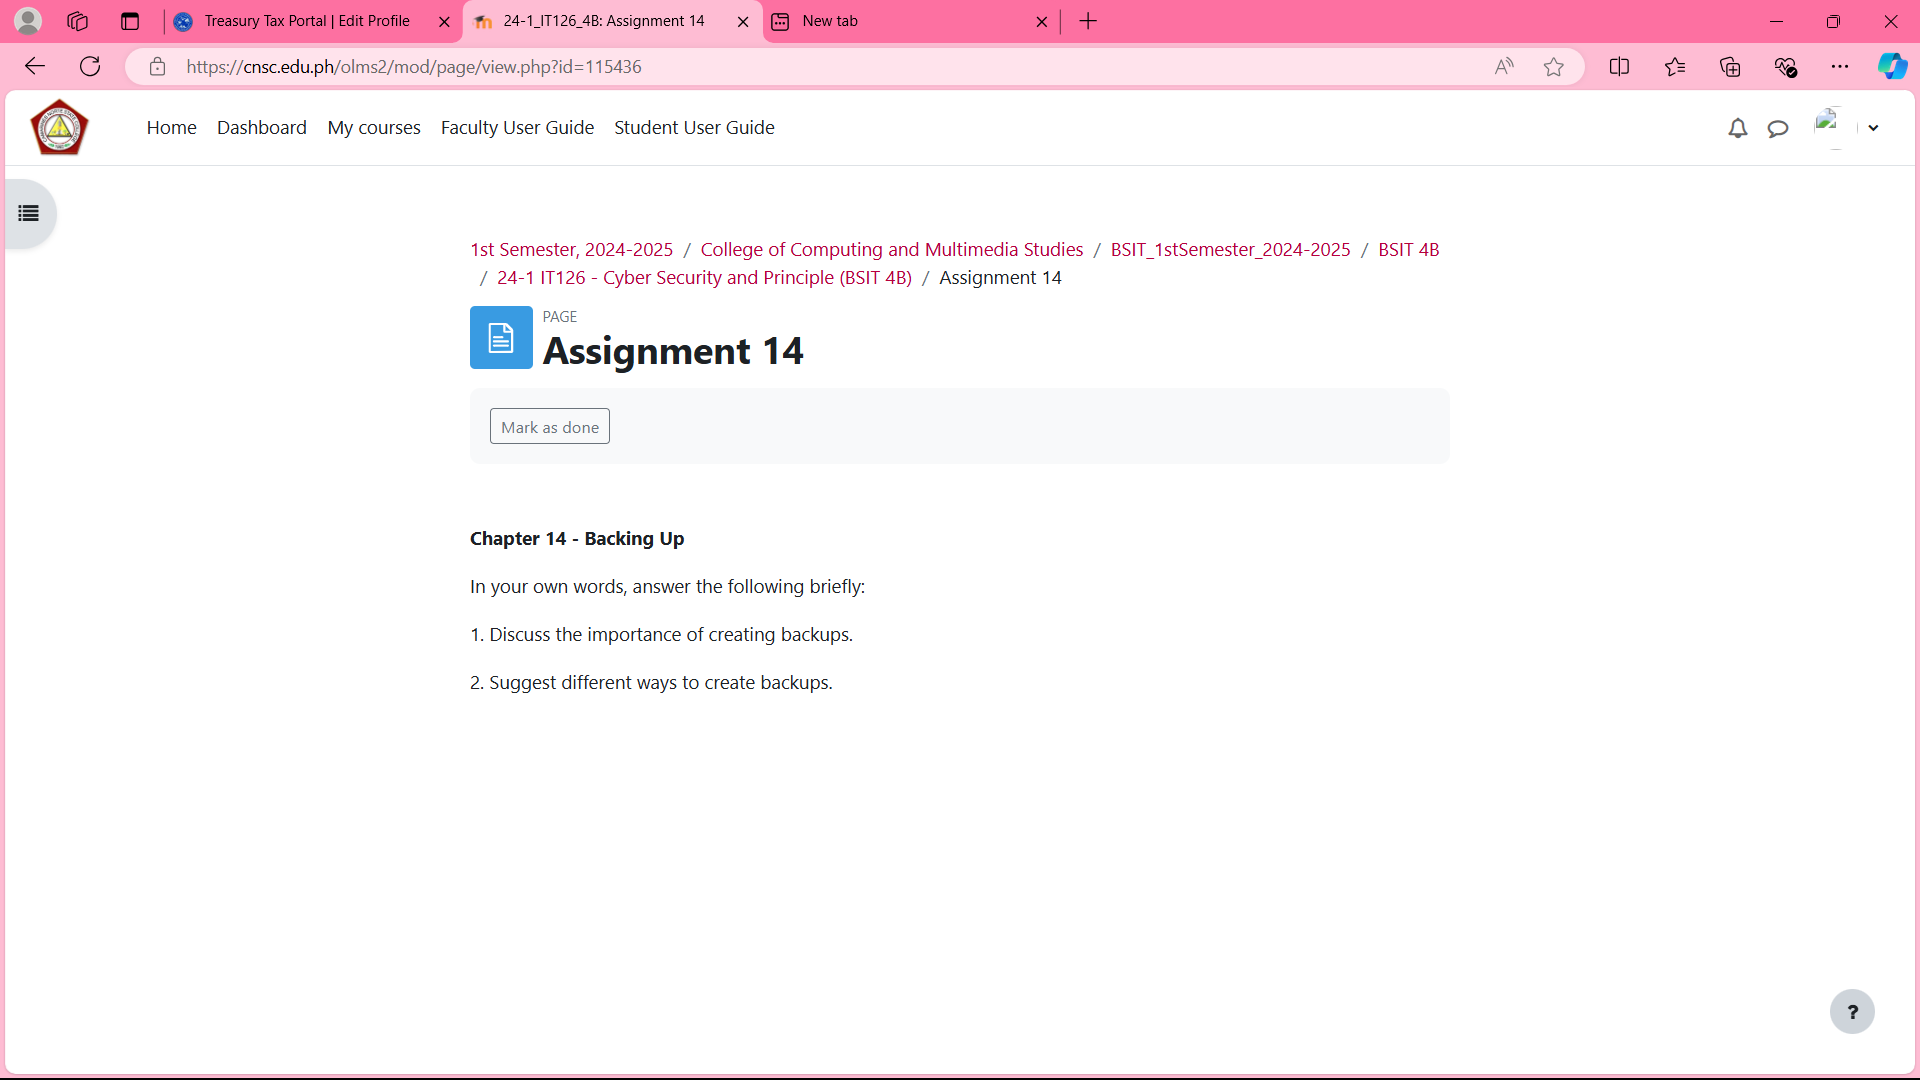 Treasury Tax Portal | Edit Profile
24-1_IT126_4B: Assignment 14
New tab
https://cnsc.edu.ph/olms2/mod/page/view.php?id=115436
Home Dashboard My courses Faculty User Guide Student User Guide
1st Semester, 2024-2025 / College of Computing and Multimedia Studies / BSIT_1stSemester_2024-2025 / BSIT 4B
/ 24-1 IT126 - Cyber Security and Principle (BSIT 4B) / Assignment 14
PAGE
Assignment 14
Mark as done
Chapter 14 - Backing Up
In your own words, answer the following briefly:
1. Discuss the importance of creating backups.
2. Suggest different ways to create backups.
?